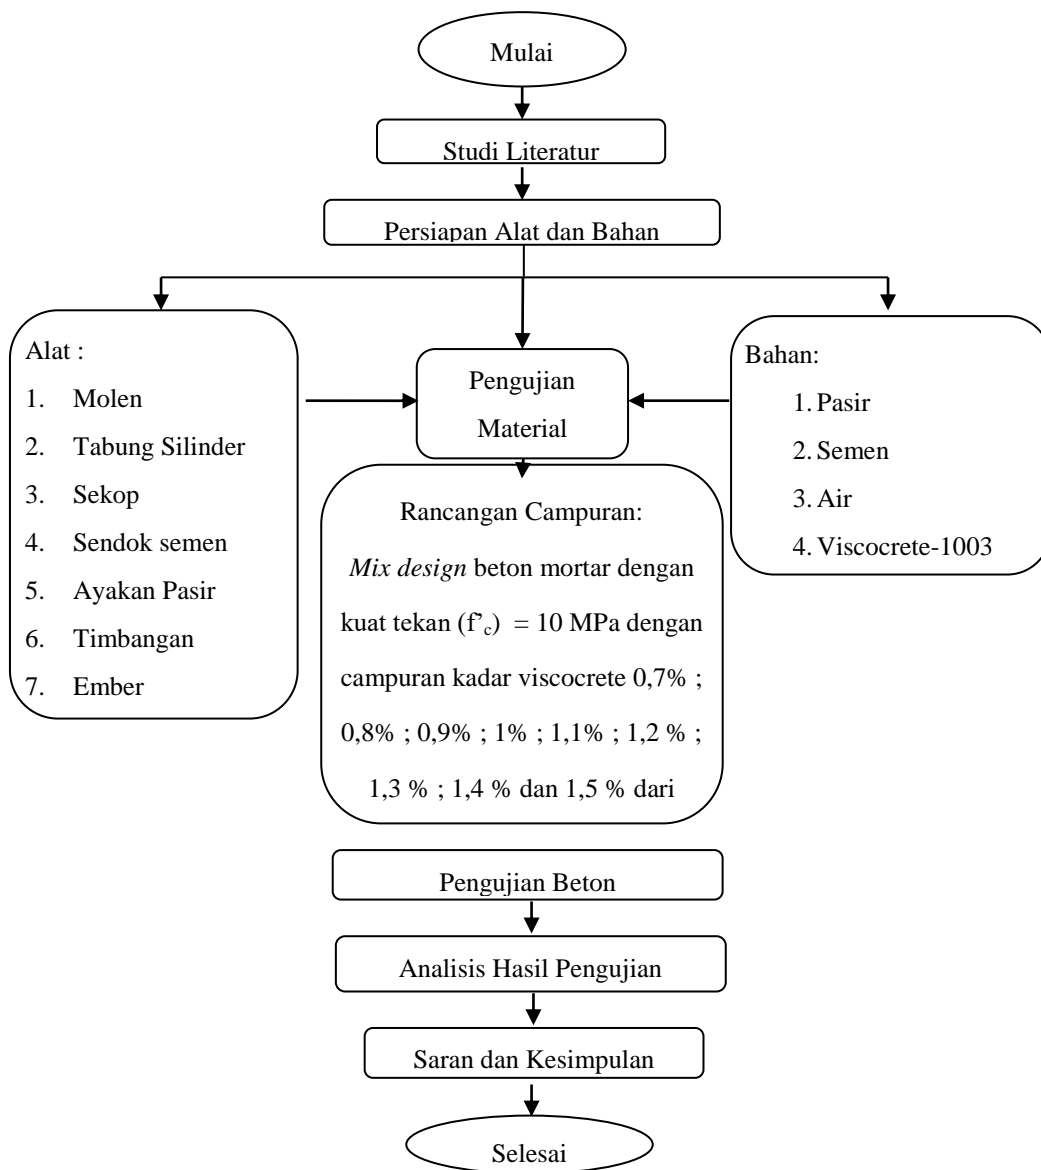 Mulai
Studi Literatur
Persiapan Alat dan Bahan
Alat :
1. Molen
2. Tabung Silinder
3. Sekop
4. Sendok semen
5. Ayakan Pasir
6. Timbangan
7. Ember
Pengujian
Material
Bahan:
1. Pasir
2. Semen
3. Air
4. Viscocrete-1003
Rancangan Campuran:
Mix design beton mortar dengan
kuat tekan (f’c) = 10 MPa dengan
campuran kadar viscocrete 0,7% ;
0,8% ; 0,9% ; 1% ; 1,1% ; 1,2 % ;
1,3 % ; 1,4 % dan 1,5 % dari
Pengujian Beton
Analisis Hasil Pengujian
Saran dan Kesimpulan
Selesai